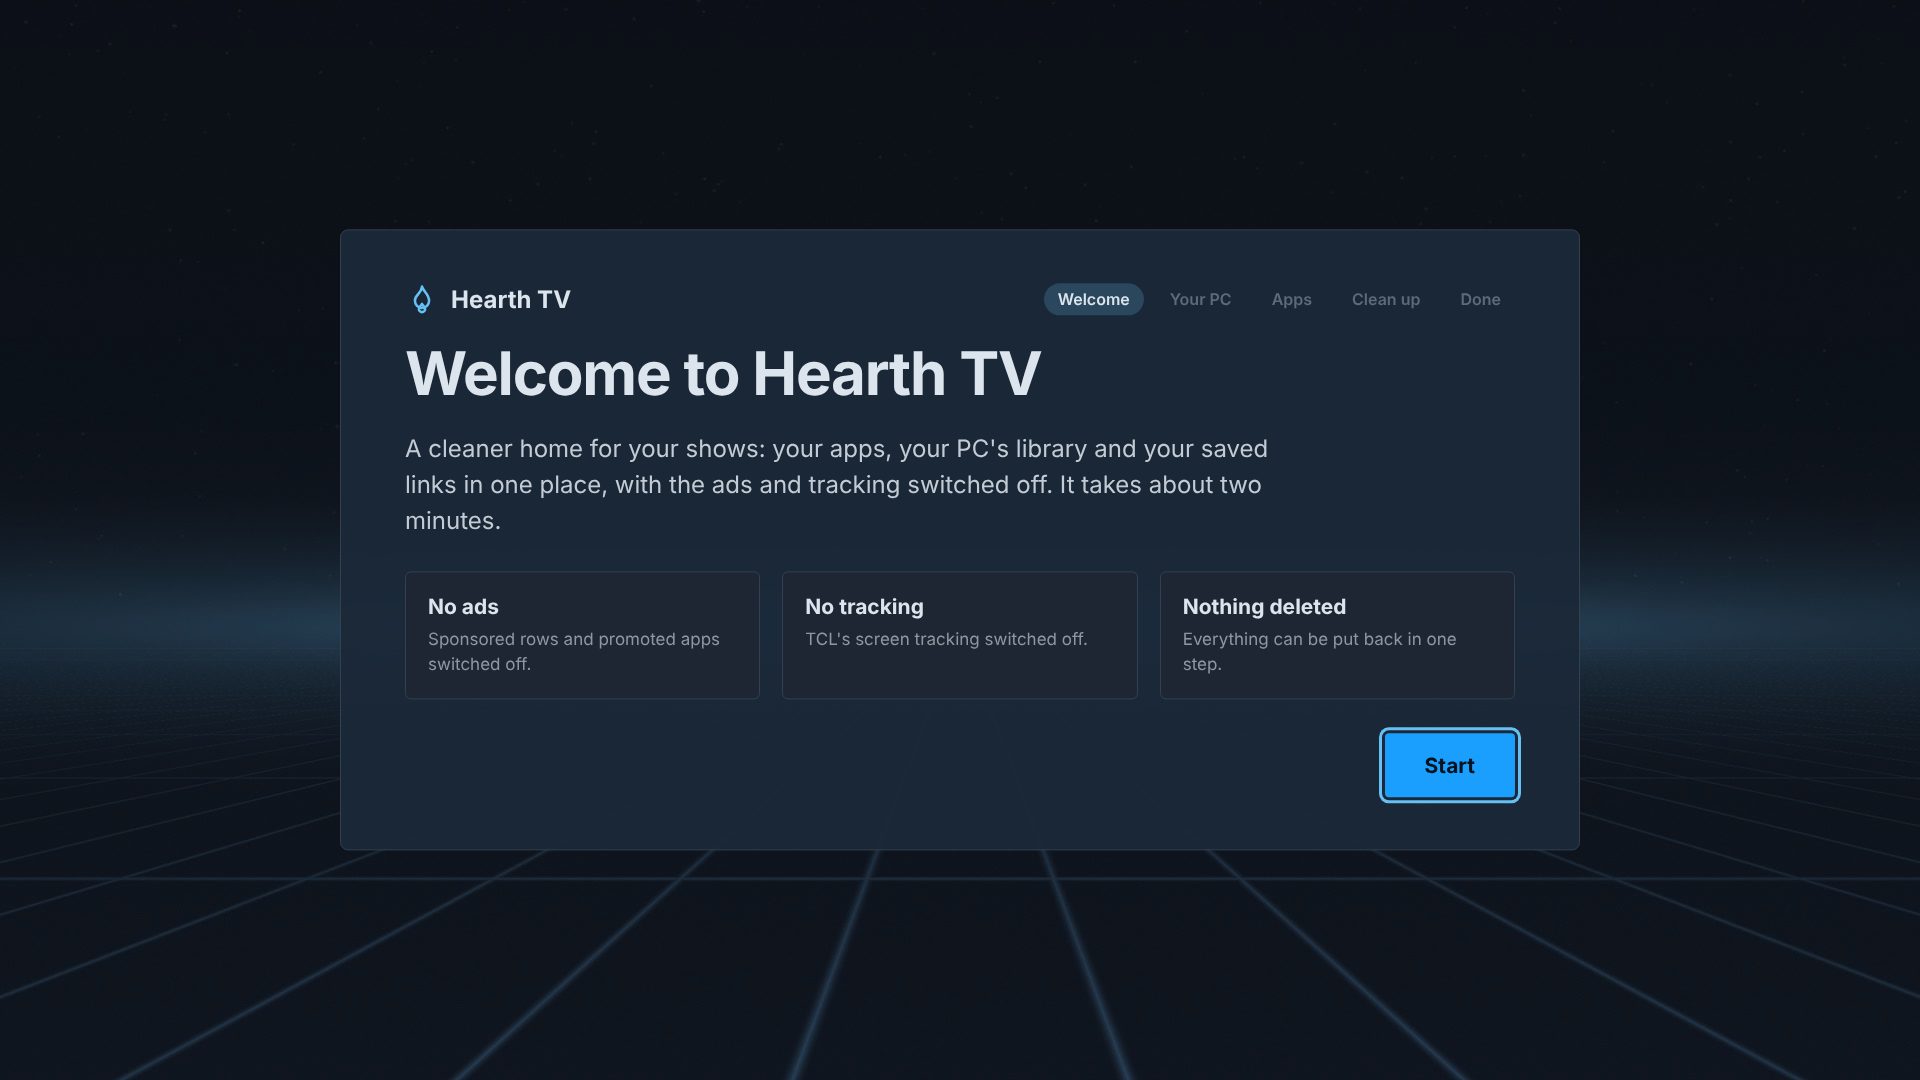 Hearth TV
Welcome
Your PC
Apps
Clean up
Done
Welcome to Hearth TV
A cleaner home for your shows: your apps, your PC's library and your saved
links in one place, with the ads and tracking switched off. It takes about two
minutes.
No ads
Sponsored rows and promoted apps
switched off.
No tracking
TCL's screen tracking switched off.
Nothing deleted
Everything can be put back in one
step.
Start